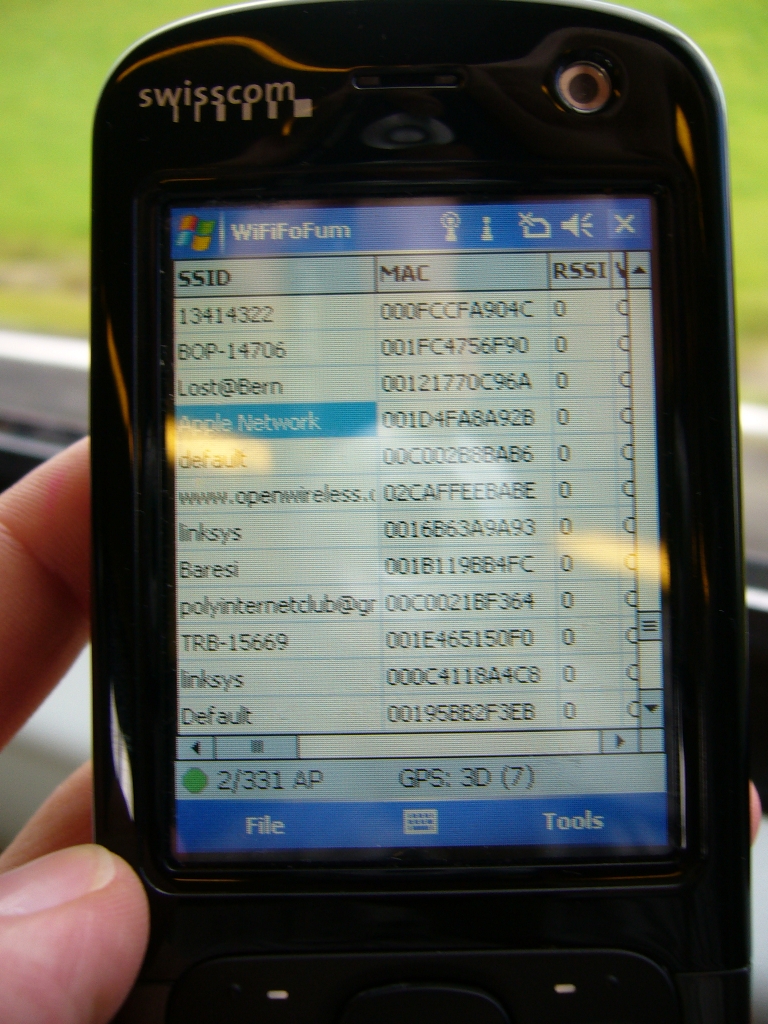 swisscom
WiFiFoFum
SSID MAC RSSI
13414322 000FCCFA904C 0
BOP-14706 001FC4756F90 0
Lost@Bern 00121770C96A 0
Apple Network 001D4FA8A92B 0
default 00C002B8BAB6 0
www.openwireless.c 02CAFFEEBABE 0
linksys 0016B63A9A93 0
Baresi 001B119BB4FC 0
polyinternetclub@gr 00C0021BF364 0
TRB-15669 001E465150F0 0
linksys 000C4118A4C8 0
Default 00195BB2F3EB 0
2/331 AP GPS: 3D (7)
File Tools